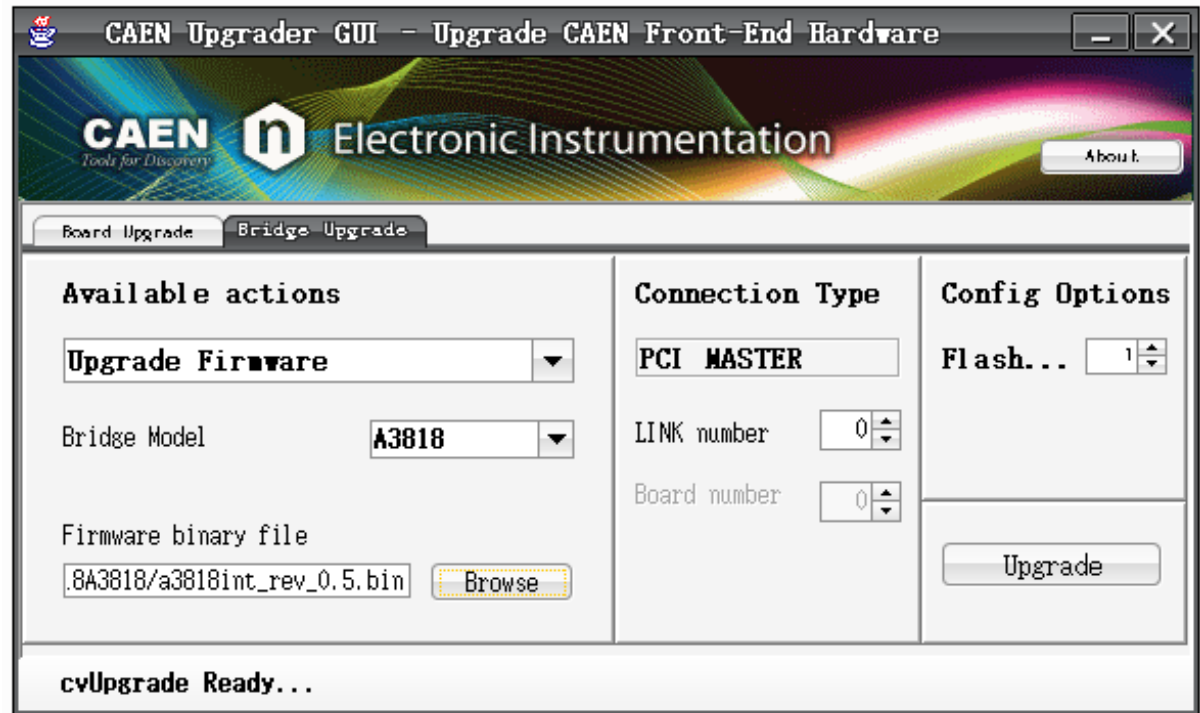 CAEN Upgrader GUI - Upgrade CAEN Front-End Hardware
CAEN n Electronic Instrumentation
Tools for Discovery
About
Board Upgrade
Bridge Upgrade
Available actions
Upgrade Firmware
Bridge Model
A3818
Firmware binary file
.8A3818/a3818int_rev_0.5.bin
Browse
Connection Type
PCI MASTER
LINK number
0
Board number
0
Config Options
Flash...
1
Upgrade
cvUpgrade Ready...